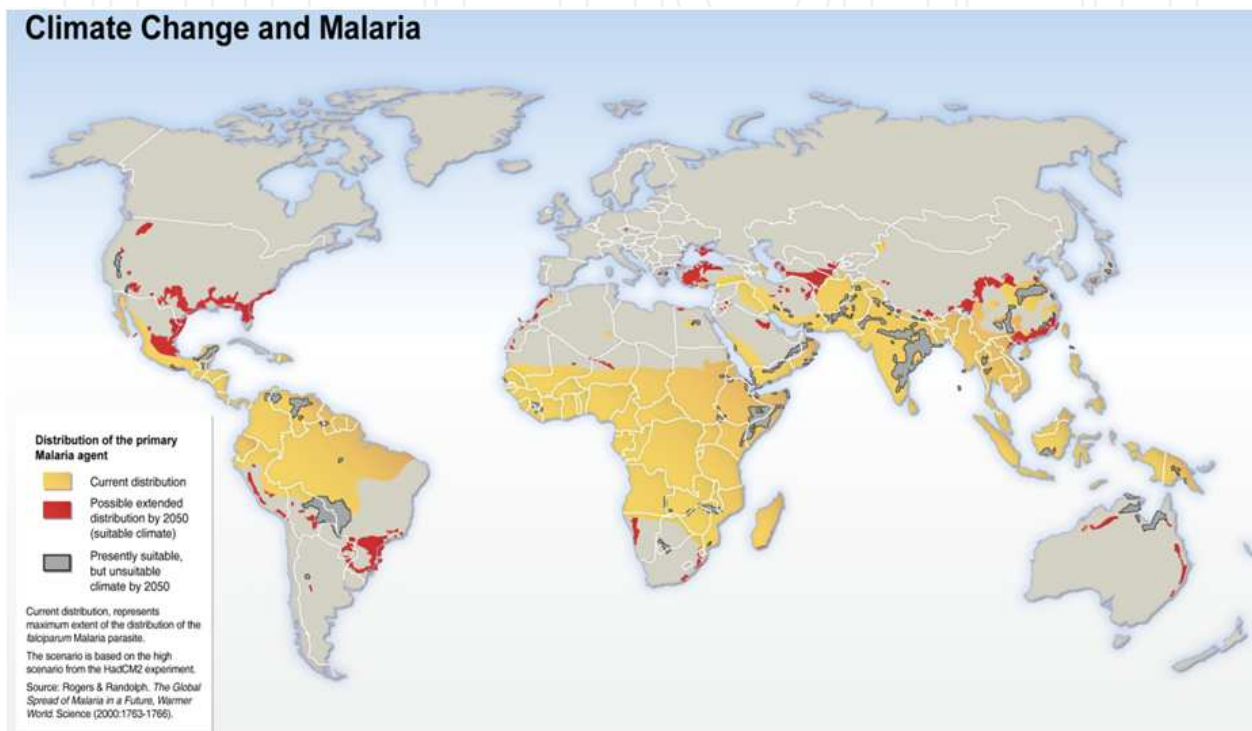 Climate Change and Malaria
Distribution of the primary
Malaria agent
Current distribution
Possible extended
distribution by 2050
(suitable climate)
Presently suitable,
but unsuitable
climate by 2050
Current distribution, represents
maximum extent of the distribution of the
falciparum Malaria parasite.
The scenario is based on the high
scenario from the HadCM2 experiment.
Source: Rogers & Randolph. The Global
Spread of Malaria in a Future, Warmer
World. Science (2000:1763-1766).